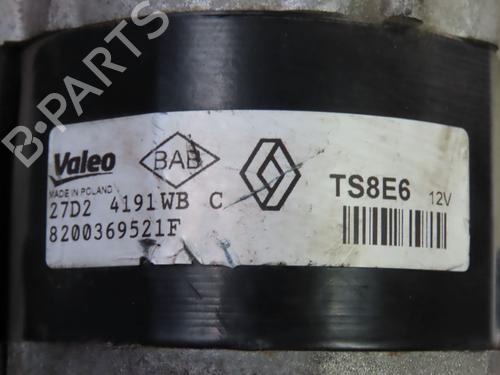 B-PARTS
Valeo
BAB
MADE IN POLAND
TS8E6 12V
27D2 4191WB C
8200369521F